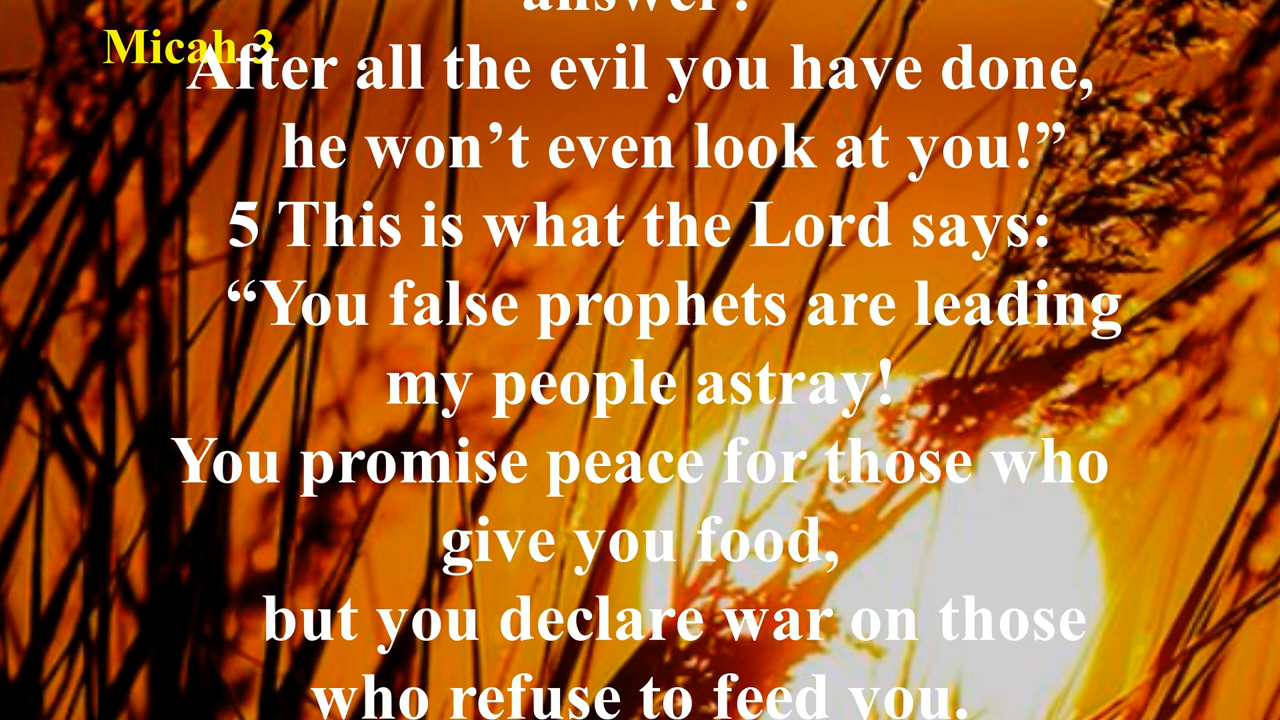 answer?
Micah 3
After all the evil you have done,
he won’t even look at you!”
5 This is what the Lord says:
“You false prophets are leading
my people astray!
You promise peace for those who
give you food,
but you declare war on those
who refuse to feed you.